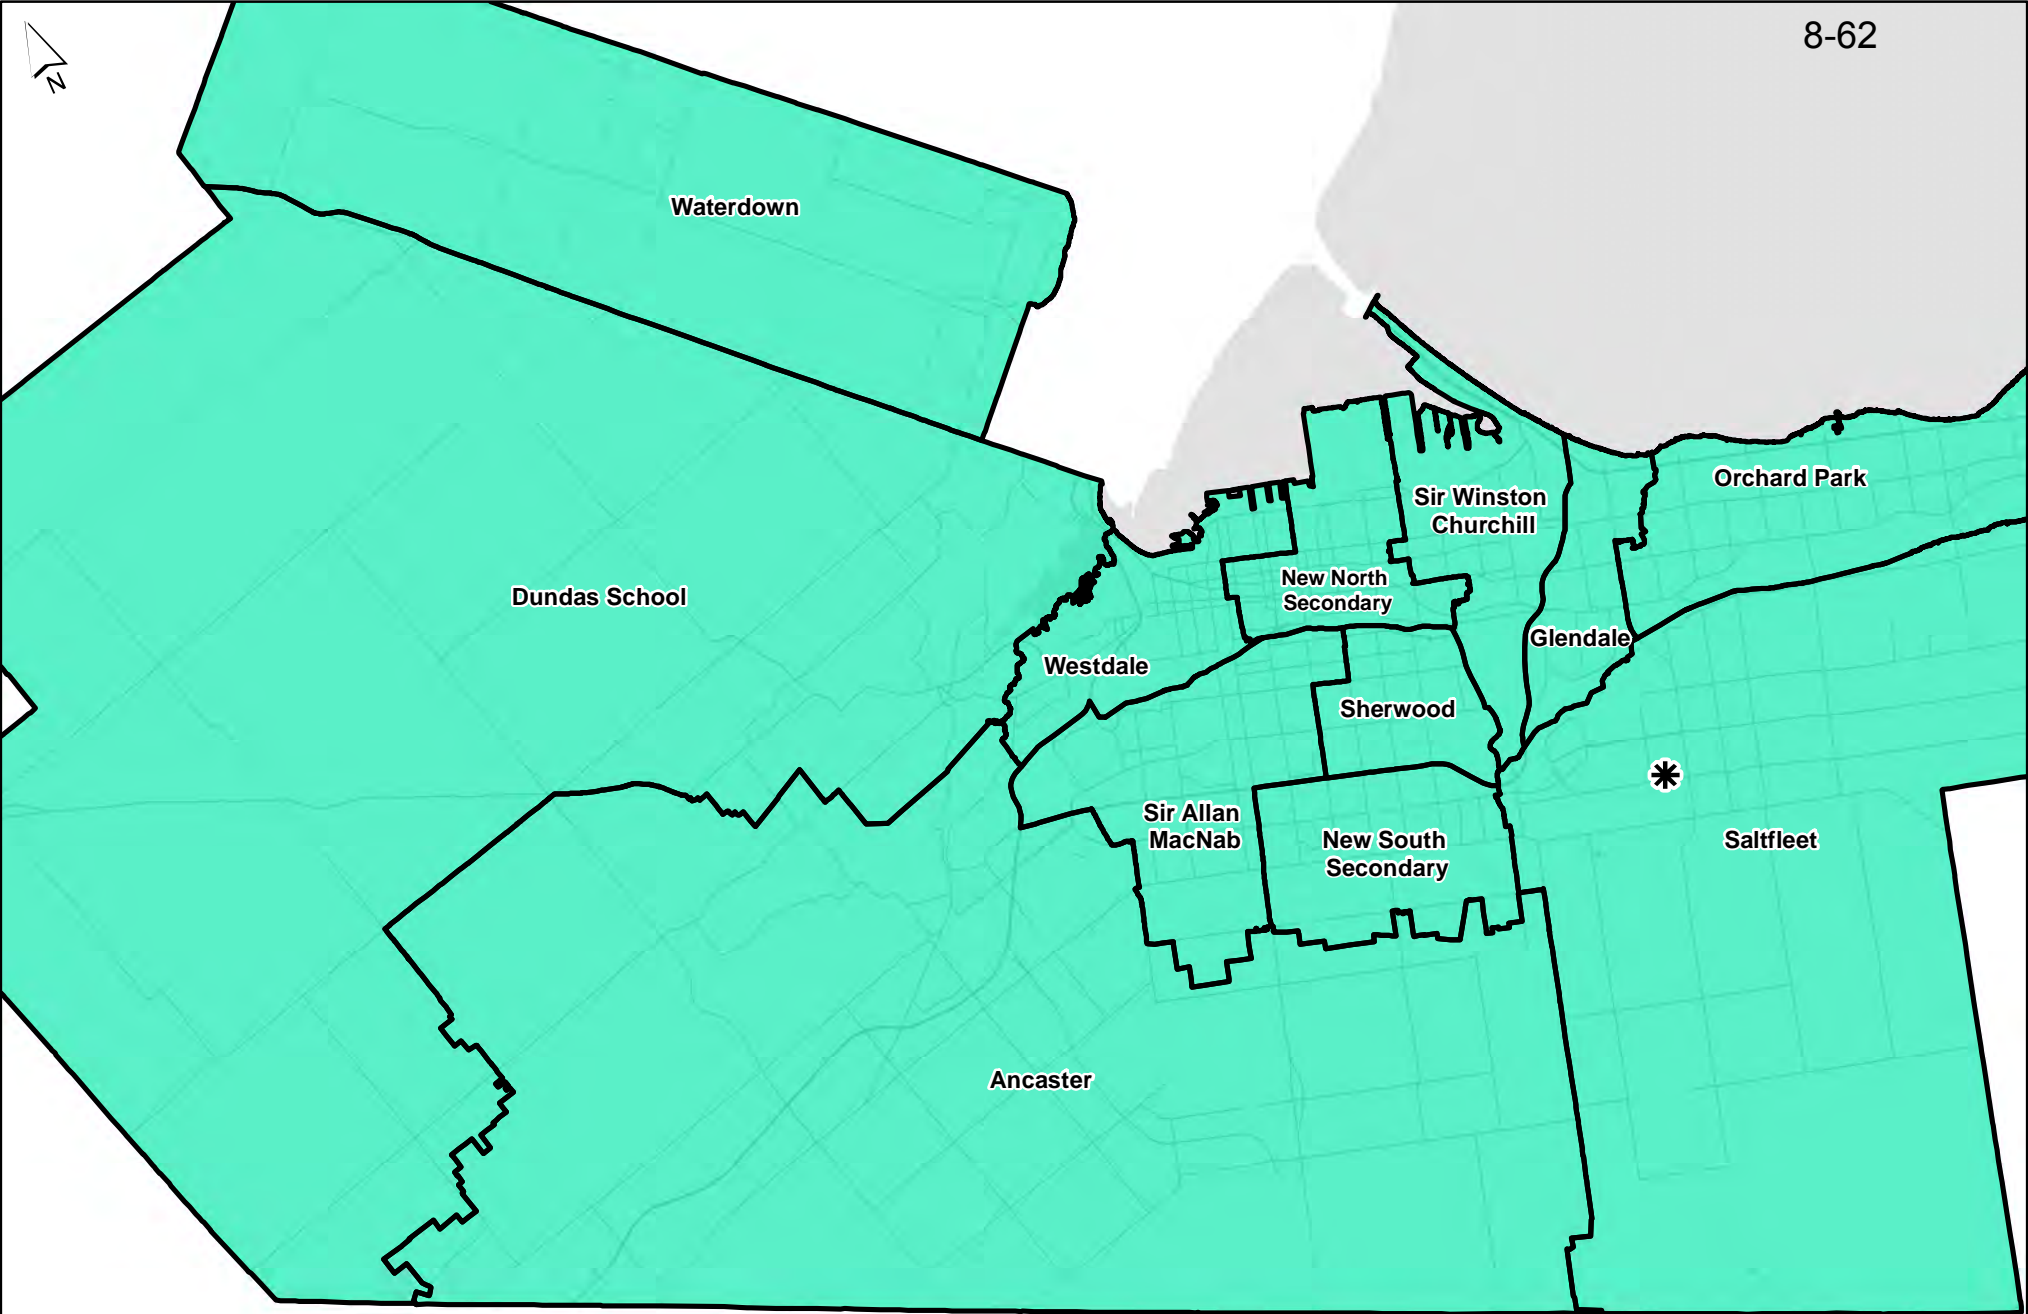 8-62
N
Waterdown
Orchard Park
Sir Winston
Churchill
New North
Secondary
Dundas School
Glendale
Westdale
Sherwood
Sir Allan
MacNab
New South
Secondary
Saltfleet
Ancaster